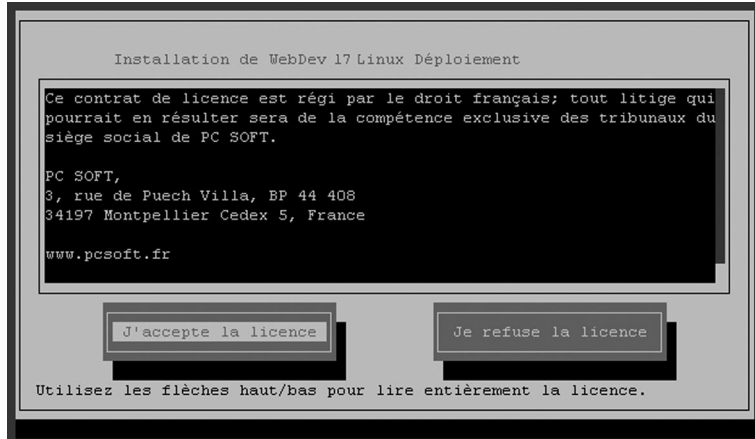 Installation de WebDev 17 Linux Déploiement
Ce contrat de licence est régi par le droit français; tout litige qui
pourrait en résulter sera de la compétence exclusive des tribunaux du
siège social de PC SOFT.
PC SOFT,
3, rue de Puech Villa, BP 44 408
34197 Montpellier Cedex 5, France
www.pcsoft.fr
J'accepte la licence
Je refuse la licence
Utilisez les flèches haut/bas pour lire entièrement la licence.